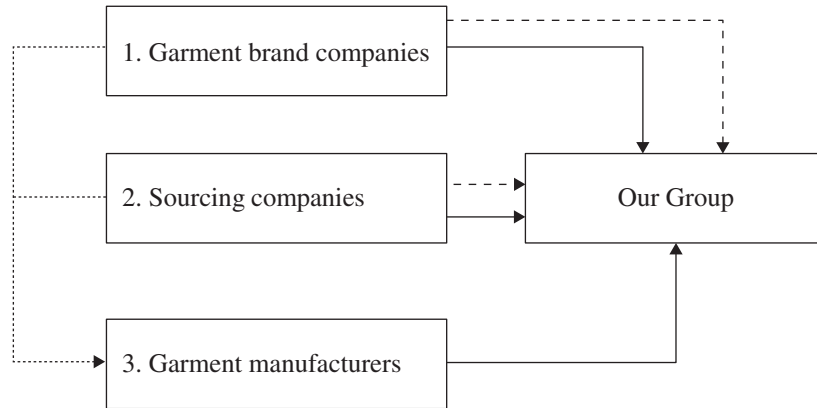 1. Garment brand companies
2. Sourcing companies
Our Group
3. Garment manufacturers